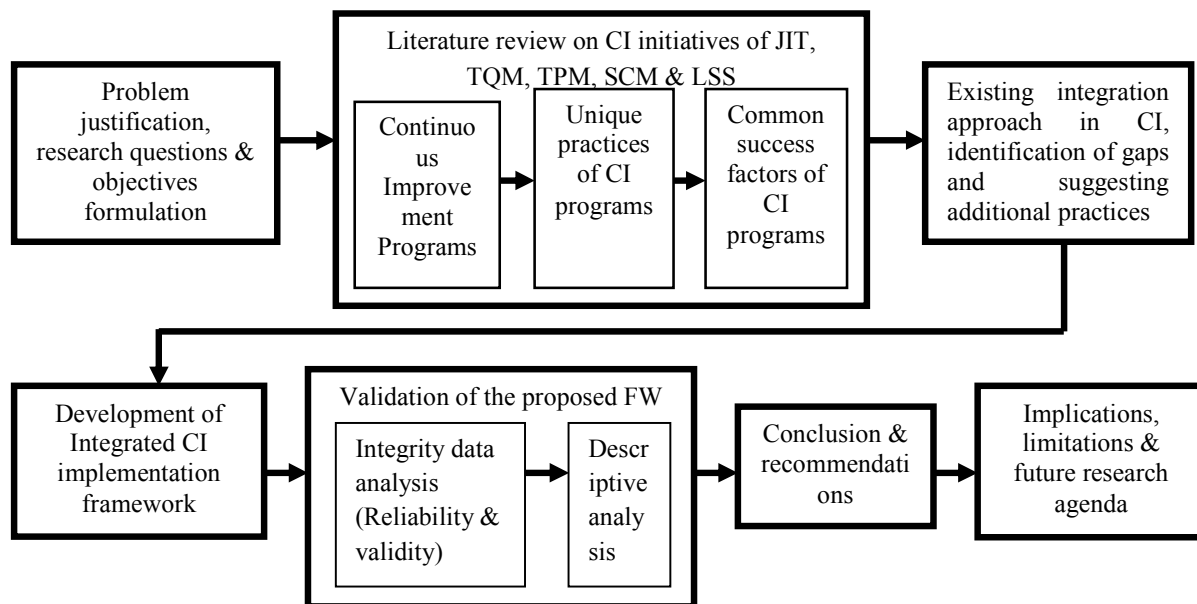 Problem
justification,
research questions &
objectives
formulation
Literature review on CI initiatives of JIT,
TQM, TPM, SCM & LSS
Continuo
us
Improve
ment
Programs
Unique
practices
of CI
programs
Common
success
factors of
CI
programs
Existing integration
approach in CI,
identification of gaps
and suggesting
additional practices
Development of
Integrated CI
implementation
framework
Validation of the proposed FW
Integrity data
analysis
(Reliability &
validity)
Descr
iptive
analy
sis
Conclusion &
recommendati
ons
Implications,
limitations &
future research
agenda